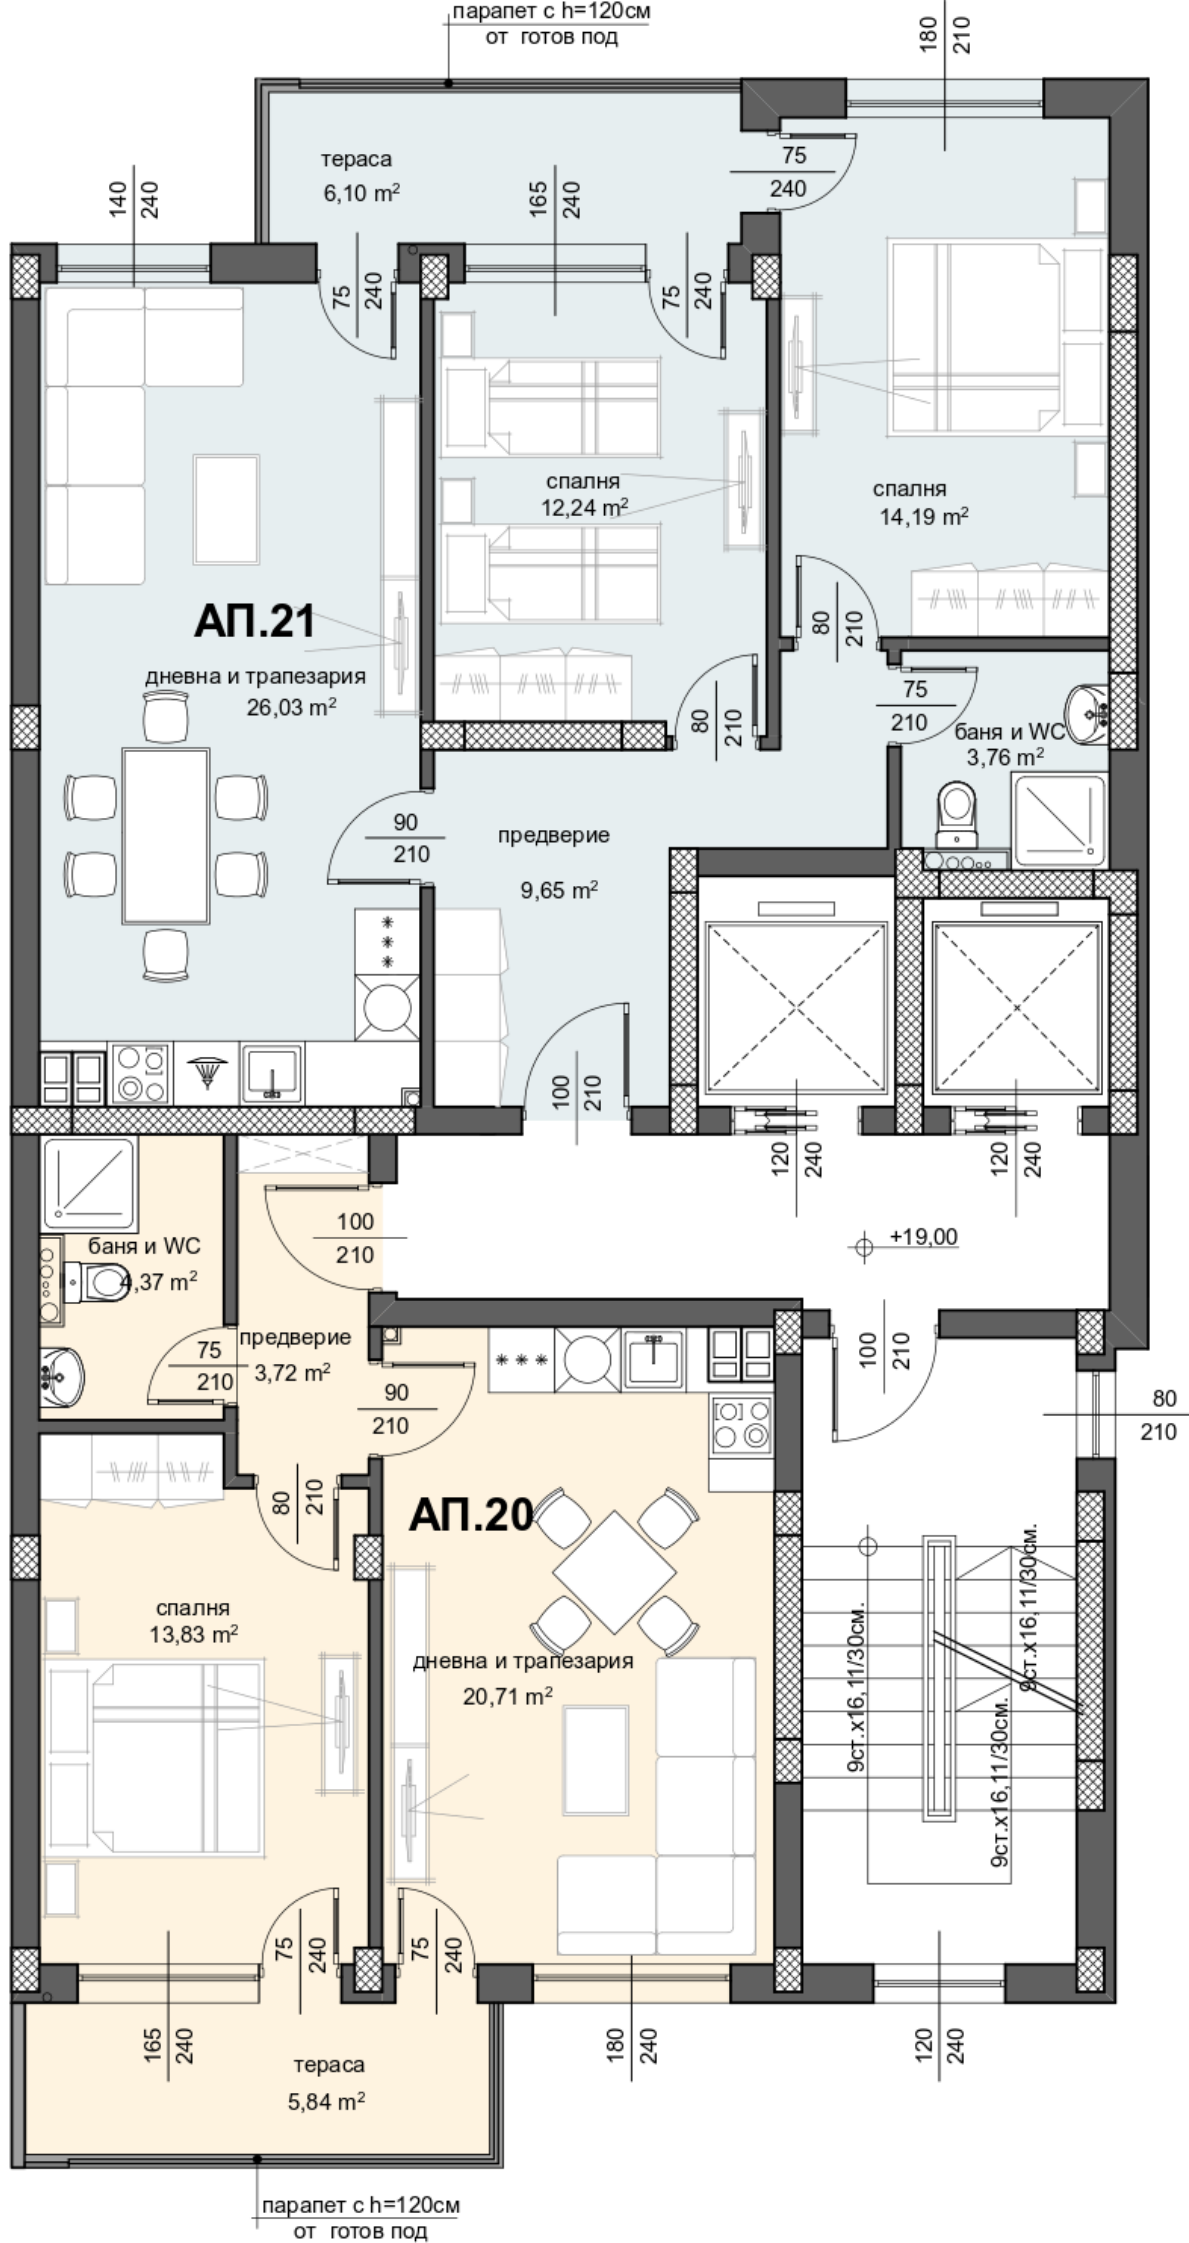 парапет с h=120см
от готов под
180
210
тераса
6,10 m²
75
240
140
240
165
240
75
240
75
240
спалня
12,24 m²
спалня
14,19 m²
АП.21
дневна и трапезария
26,03 m²
80
210
80
210
75
210
баня и WC
3,76 m²
90
210
предверие
9,65 m²
100
210
120
240
120
240
100
210
+19,00
баня и WC
4,37 m²
предверие
3,72 m²
75
210
90
210
100
210
80
210
80
210
АП.20
спалня
13,83 m²
дневна и трапезария
20,71 m²
9ст.x16,11/30см.
9ст.x16,11/30см.
9ст.x16,11/30см.
75
240
75
240
165
240
180
240
120
240
тераса
5,84 m²
парапет с h=120см
от готов под